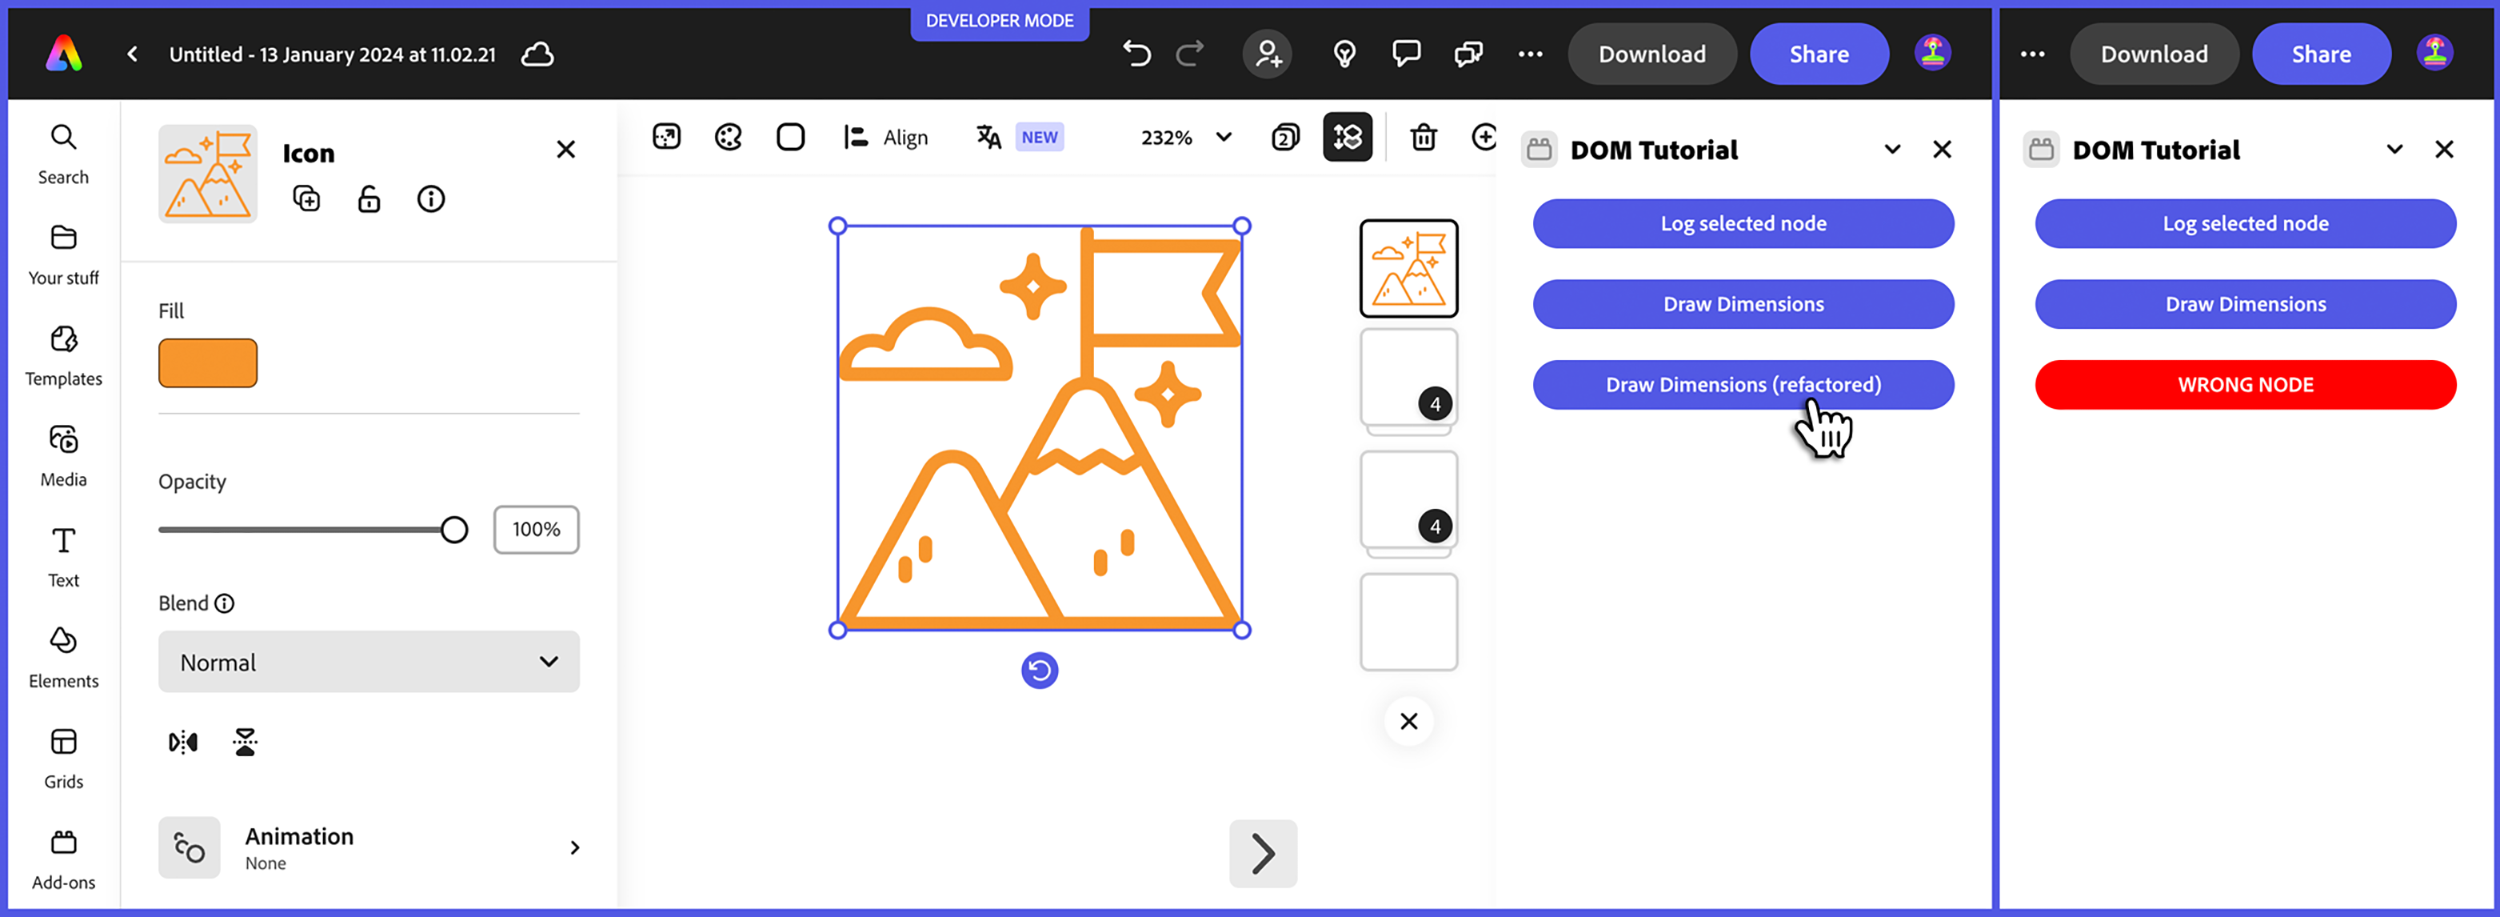 DEVELOPER MODE
Untitled - 13 January 2024 at 11.02.21
Download
Share
Download
Share
Search
Your stuff
Templates
Media
Text
Elements
Grids
Add-ons
Icon
Fill
Opacity
100%
Blend
Normal
Animation
None
Align
NEW
232%
2
4
4
DOM Tutorial
Log selected node
Draw Dimensions
Draw Dimensions (refactored)
DOM Tutorial
Log selected node
Draw Dimensions
WRONG NODE